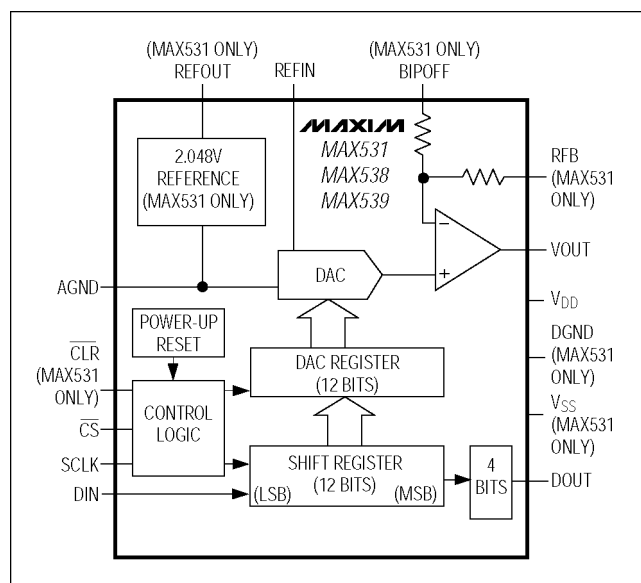 (MAX531 ONLY)
REFOUT
REFIN
(MAX531 ONLY)
BIPOFF
MAXIM
MAX531
MAX538
MAX539
2.048V
REFERENCE
(MAX531 ONLY)
RFB
(MAX531
ONLY)
VOUT
AGND
DAC
VDD
POWER-UP
RESET
DGND
(MAX531
ONLY)
CLR
(MAX531
ONLY)
DAC REGISTER
(12 BITS)
CONTROL
LOGIC
VSS
(MAX531
ONLY)
CS
SCLK
DIN
SHIFT REGISTER
(12 BITS)
(LSB)
(MSB)
4
BITS
DOUT